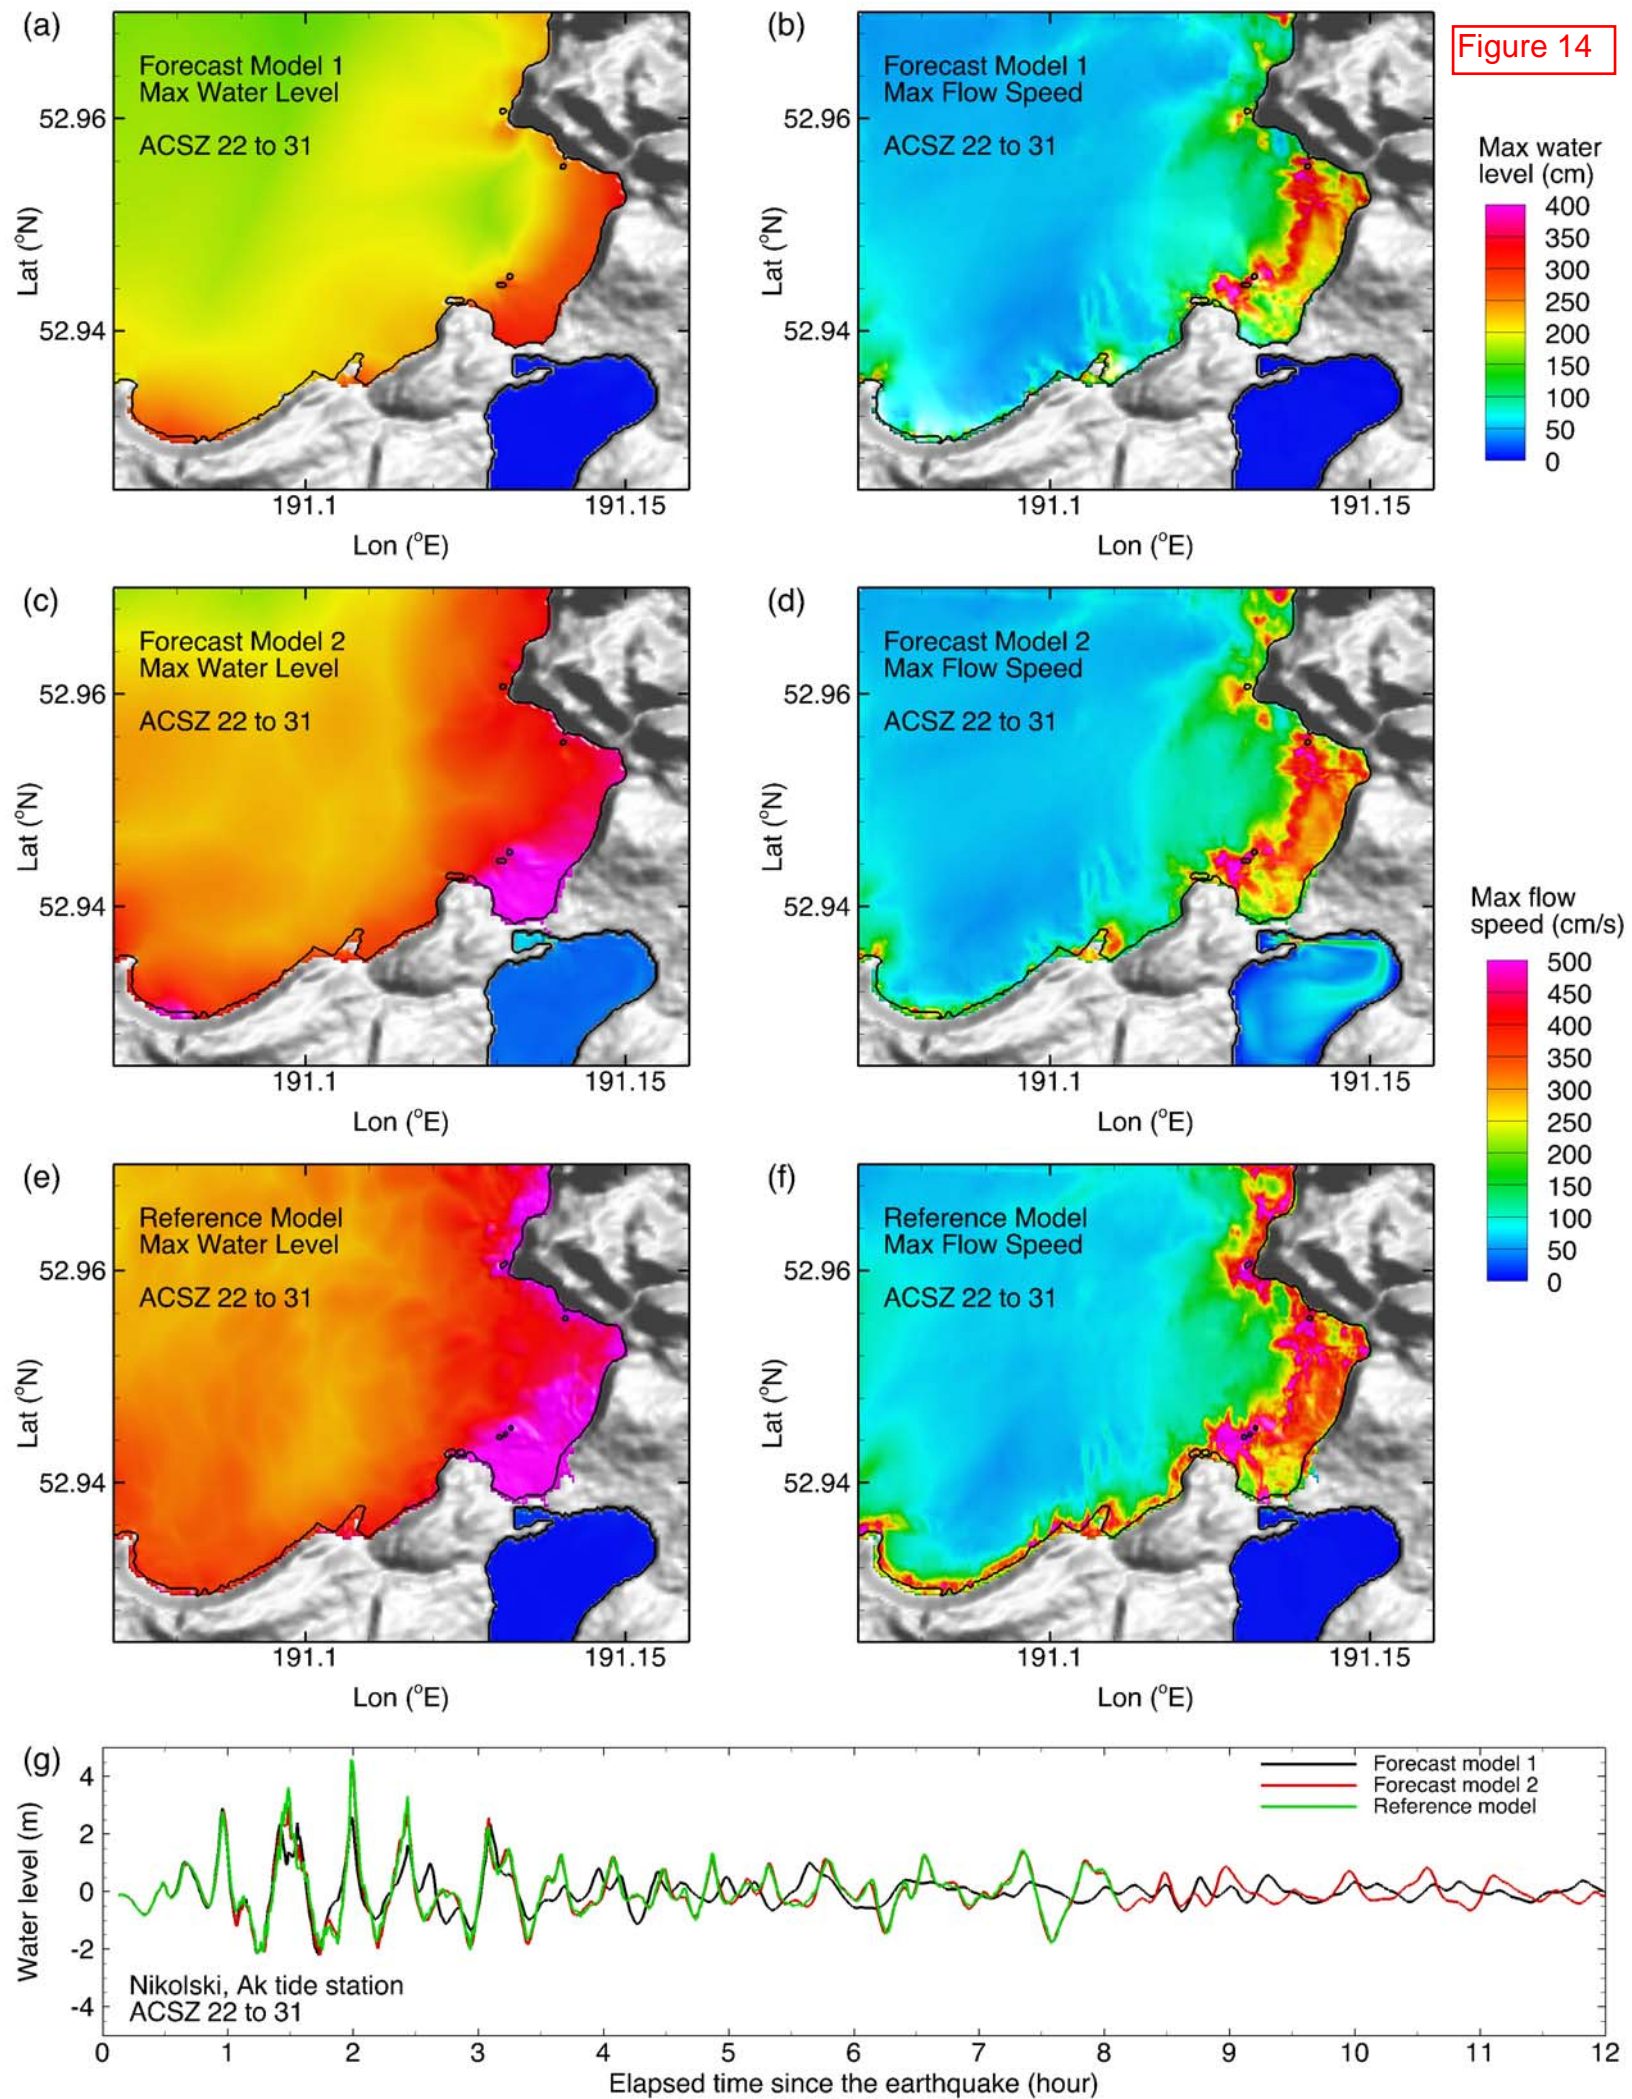 (a)
Forecast Model 1
Max Water Level
ACSZ 22 to 31
52.96
52.94
Lat (°N)
191.1
191.15
Lon (°E)
(b)
Forecast Model 1
Max Flow Speed
ACSZ 22 to 31
52.96
52.94
Lat (°N)
191.1
191.15
Lon (°E)
Figure 14
Max water
level (cm)
400
350
300
250
200
150
100
50
0
(c)
Forecast Model 2
Max Water Level
ACSZ 22 to 31
52.96
52.94
Lat (°N)
191.1
191.15
Lon (°E)
(d)
Forecast Model 2
Max Flow Speed
ACSZ 22 to 31
52.96
52.94
Lat (°N)
191.1
191.15
Lon (°E)
Max flow
speed (cm/s)
500
450
400
350
300
250
200
150
100
50
0
(e)
Reference Model
Max Water Level
ACSZ 22 to 31
52.96
52.94
Lat (°N)
191.1
191.15
Lon (°E)
(f)
Reference Model
Max Flow Speed
ACSZ 22 to 31
52.96
52.94
Lat (°N)
191.1
191.15
Lon (°E)
(g)
Water level (m)
4
2
0
-2
-4
Forecast model 1
Forecast model 2
Reference model
Nikolski, Ak tide station
ACSZ 22 to 31
0 1 2 3 4 5 6 7 8 9 10 11 12
Elapsed time since the earthquake (hour)